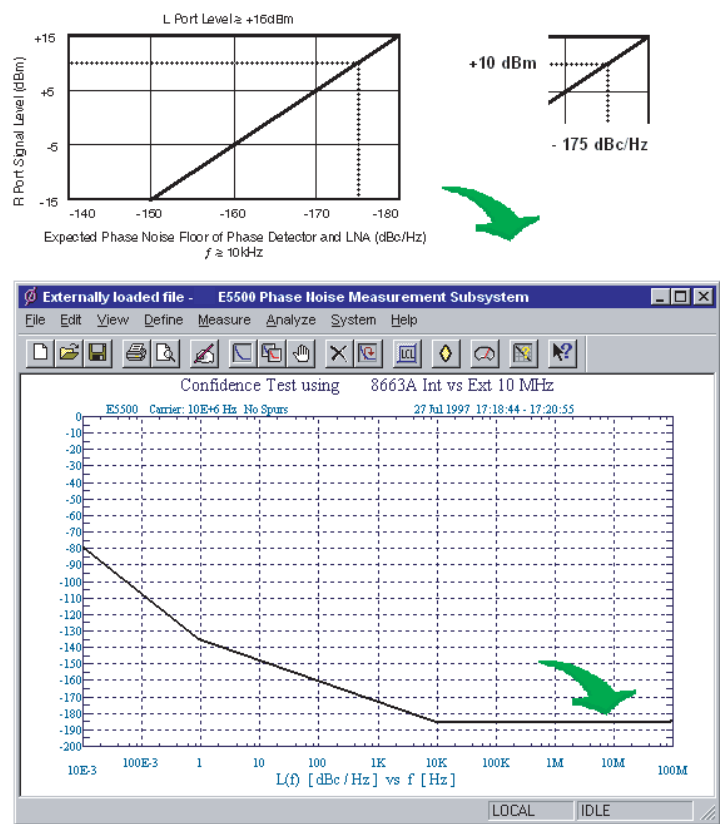 L Port Level ≥ +16dBm
R Port Signal Level (dBm)
+15
+5
-5
-15
-140 -150 -160 -170 -180
Expected Phase Noise Floor of Phase Detector and LNA (dBc/Hz)
f ≥ 10kHz
+10 dBm
- 175 dBc/Hz
Externally loaded file - E5500 Phase Noise Measurement Subsystem
File Edit View Define Measure Analyze System Help
Confidence Test using 8663A Int vs Ext 10 MHz
E5500 Carrier: 10E+6 Hz No Spurs 27 Jul 1997 17:18:44 - 17:20:55
0
-10
-20
-30
-40
-50
-60
-70
-80
-90
-100
-110
-120
-130
-140
-150
-160
-170
-180
-190
-200
10E-3 100E-3 1 10 100 1K 10K 100K 1M 10M 100M
L(f) [ dBc / Hz ] vs f [ Hz ]
LOCAL IDLE